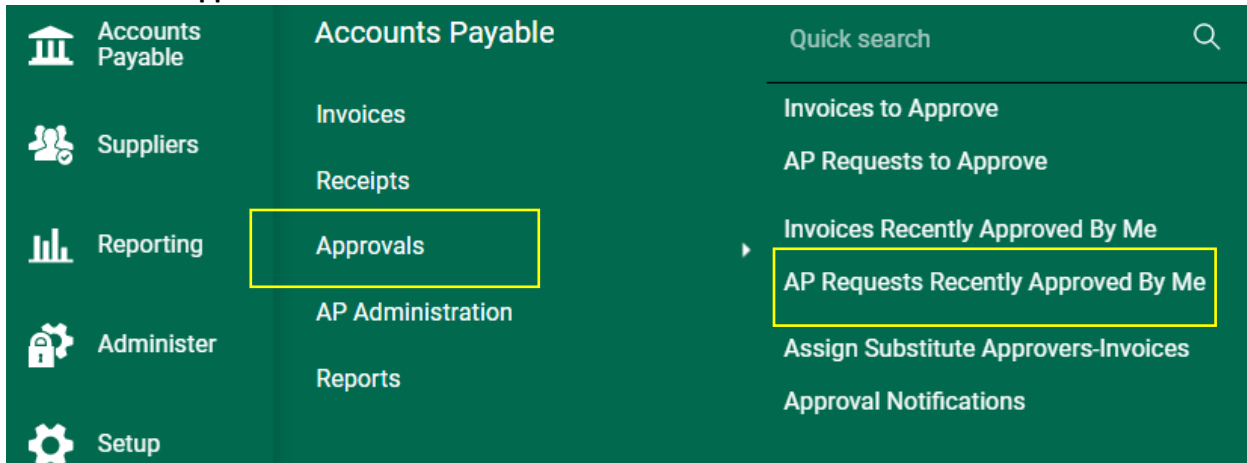 Accounts
Payable
Suppliers
Reporting
Administer
Setup
Accounts Payable
Invoices
Receipts
Approvals
AP Administration
Reports
Quick search
Invoices to Approve
AP Requests to Approve
Invoices Recently Approved By Me
AP Requests Recently Approved By Me
Assign Substitute Approvers-Invoices
Approval Notifications